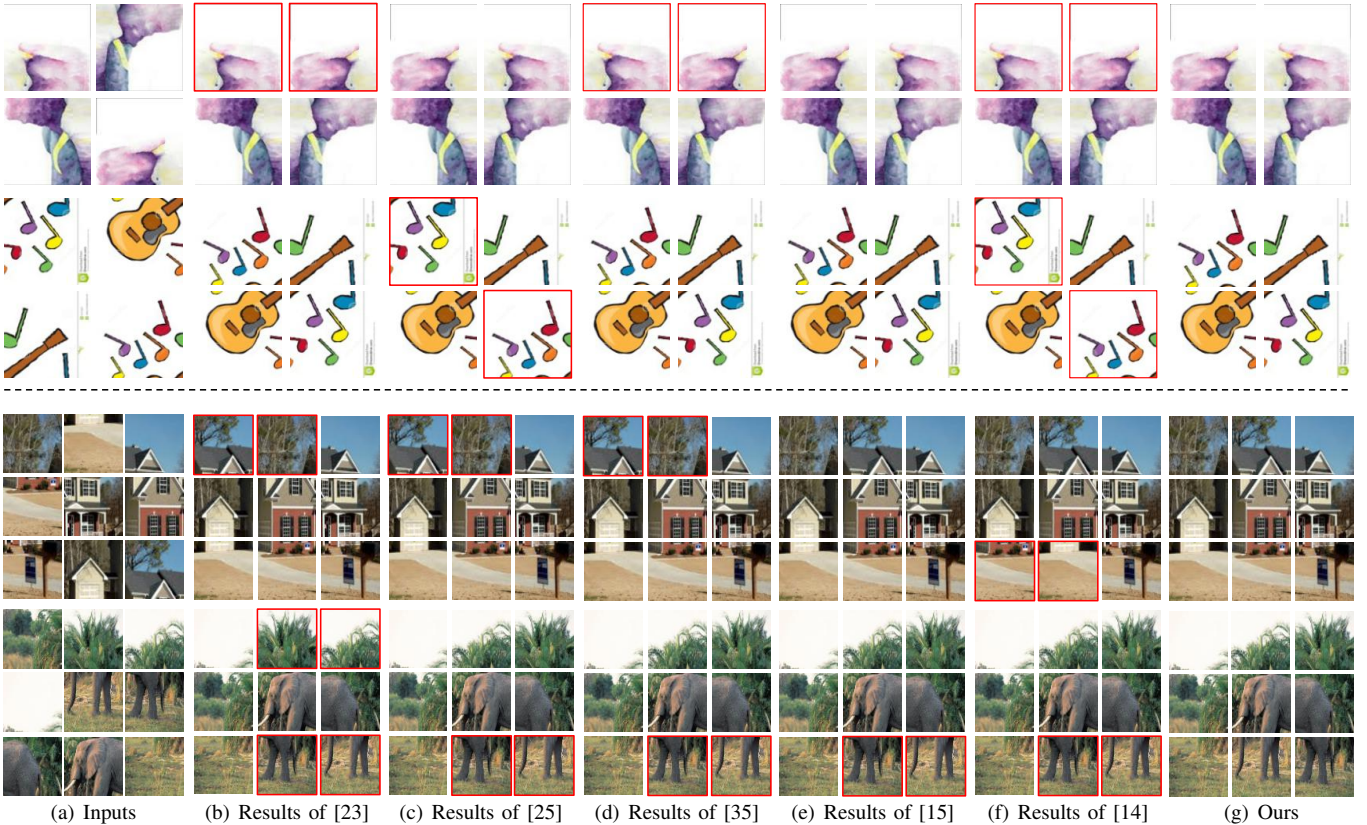 (a) Inputs
(b) Results of [23]
(c) Results of [25]
(d) Results of [35]
(e) Results of [15]
(f) Results of [14]
(g) Ours